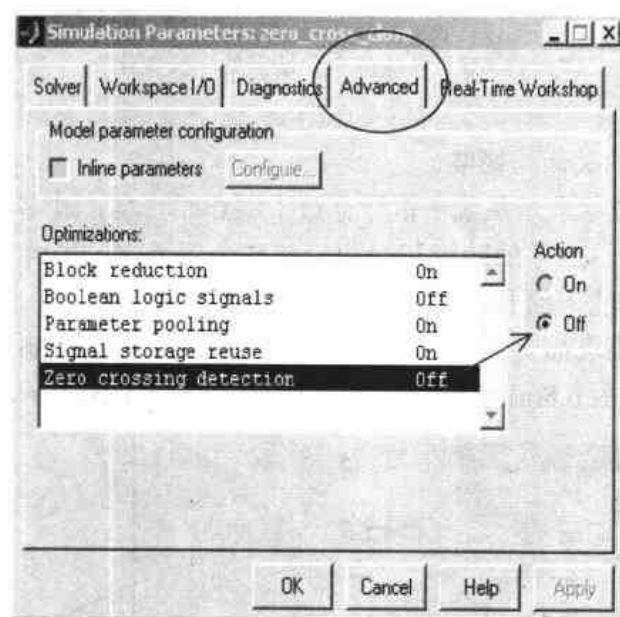 Simulation Parameters: zero_cross_
Solver Workspace I/O Diagnostics Advanced Real-Time Workshop
Model parameter configuration
Inline parameters Configure...
Optimizations:
Action
Block reduction On
Boolean logic signals Off
Parameter pooling On
Signal storage reuse On
Zero crossing detection Off
On
Off
OK Cancel Help Apply